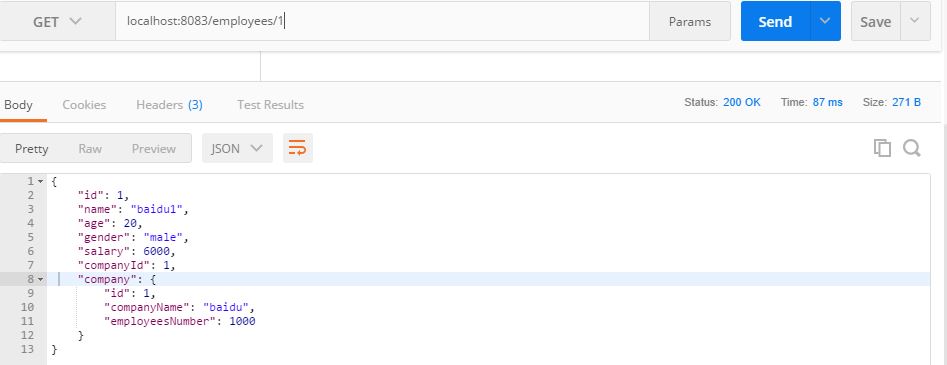 GET localhost:8083/employees/1 Params Send Save
Body Cookies Headers (3) Test Results Status: 200 OK Time: 87 ms Size: 271 B
Pretty Raw Preview JSON
1 {
2 "id": 1,
3 "name": "baidu1",
4 "age": 20,
5 "gender": "male",
6 "salary": 6000,
7 "companyId": 1,
8 "company": {
9 "id": 1,
10 "companyName": "baidu",
11 "employeesNumber": 1000
12 }
13 }